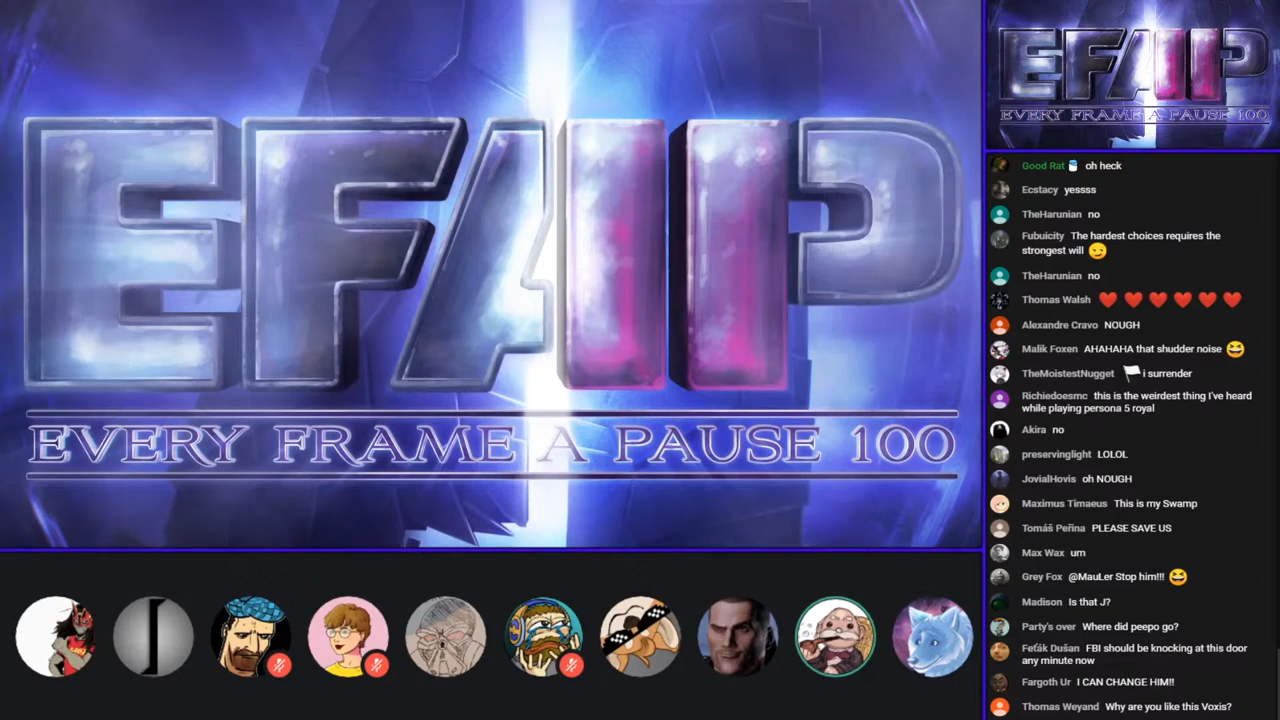 EFAIIP
EVERY FRAME A PAUSE 100
EFAIIP
EVERY FRAME A PAUSE 100
Good Rat oh heck
Ecstacy yessss
TheHarunian no
Fubuicity The hardest choices requires the
strongest will 😏
TheHarunian no
Thomas Walsh ❤️❤️❤️❤️❤️❤️
Alexandre Cravo NOUGH
Malik Foxen AHAHAHA that shudder noise 😆
TheMoistestNugget 🏳️ i surrender
Richiedoesmc this is the weirdest thing I've heard
while playing persona 5 royal
Akira no
preservinglight LOLOL
JovialHovis oh NOUGH
Maximus Timaeus This is my Swamp
Tomáš Peřina PLEASE SAVE US
Max Wax um
Grey Fox @MauLer Stop him!!! 😆
Madison Is that J?
Party's over Where did peepo go?
Feťák Dušan FBI should be knocking at this door
any minute now
Fargoth Ur I CAN CHANGE HIM!!
Thomas Weyand Why are you like this Voxis?